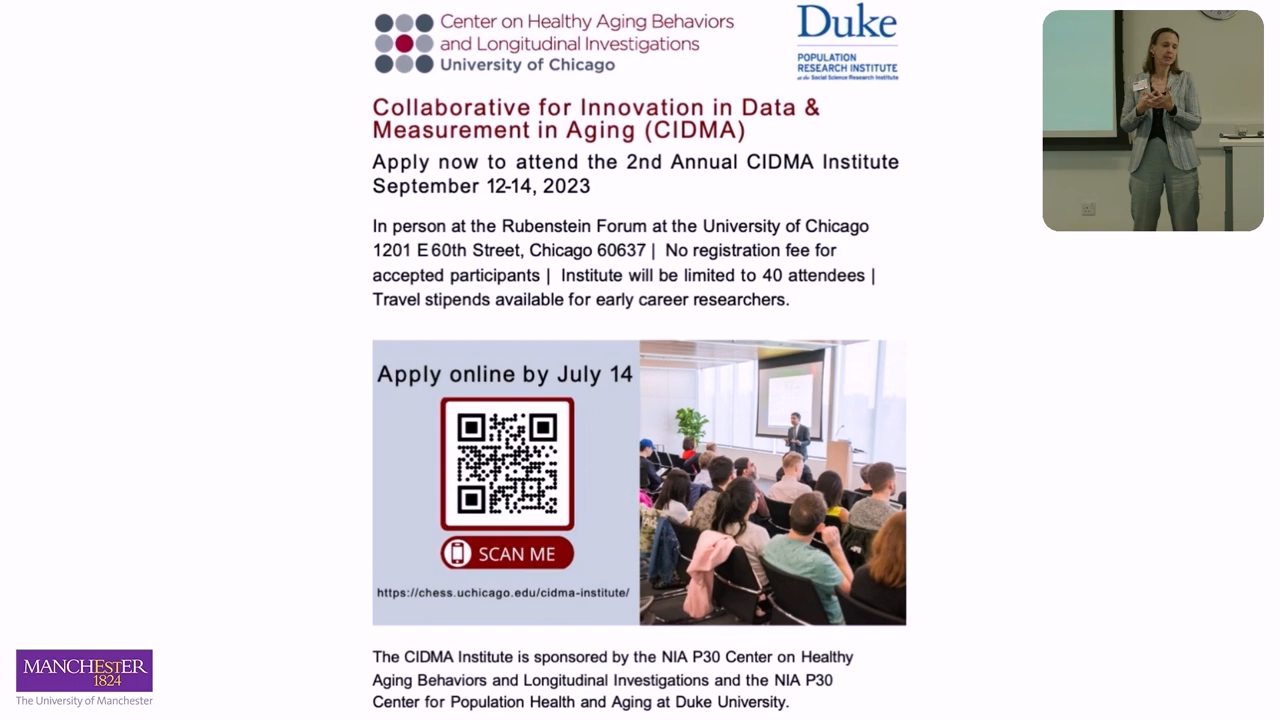 Center on Healthy Aging Behaviors
and Longitudinal Investigations
University of Chicago
Duke
POPULATION
RESEARCH INSTITUTE
at the Social Science Research Institute
Collaborative for Innovation in Data &
Measurement in Aging (CIDMA)
Apply now to attend the 2nd Annual CIDMA Institute
September 12-14, 2023
In person at the Rubenstein Forum at the University of Chicago
1201 E 60th Street, Chicago 60637 | No registration fee for
accepted participants | Institute will be limited to 40 attendees |
Travel stipends available for early career researchers.
Apply online by July 14
SCAN ME
https://chess.uchicago.edu/cidma-institute/
The CIDMA Institute is sponsored by the NIA P30 Center on Healthy
Aging Behaviors and Longitudinal Investigations and the NIA P30
Center for Population Health and Aging at Duke University.
MANCHESTER
1824
The University of Manchester